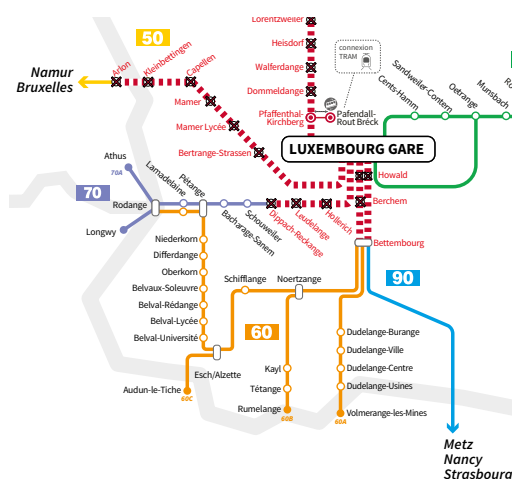 Lorentzweiler
50
Heisdorf
connexion
TRAM
Namur
Bruxelles
Arlon
Kleinbettingen
Capellen
Walferdange
Sandweiler-Contern
Cents-Hamm
Oetrange
Munsbach
Dommeldange
Mamer
Pfaffenthal-
Kirchberg
Pafendall-
Rout Bréck
Mamer Lycée
LUXEMBOURG GARE
Bertrange-Strassen
Athus
70A
Lamadelaine
Pétange
Howald
70
Rodange
Berchem
Longwy
Bascharage-Sanem
Schouweiler
Dippach-Reckange
Leudelange
Hollerich
Niederkorn
Bettembourg
Differdange
Oberkorn
Schifflange
Noertzange
90
Belvaux-Soleuvre
Belval-Rédange
Belval-Lycée
60
Belval-Université
Dudelange-Burange
Dudelange-Ville
Esch/Alzette
Kayl
Dudelange-Centre
Audun-le-Tiche
60C
Tétange
Dudelange-Usines
Rumelange
60B
Volmerange-les-Mines
60A
Metz
Nancy
Strasbourg